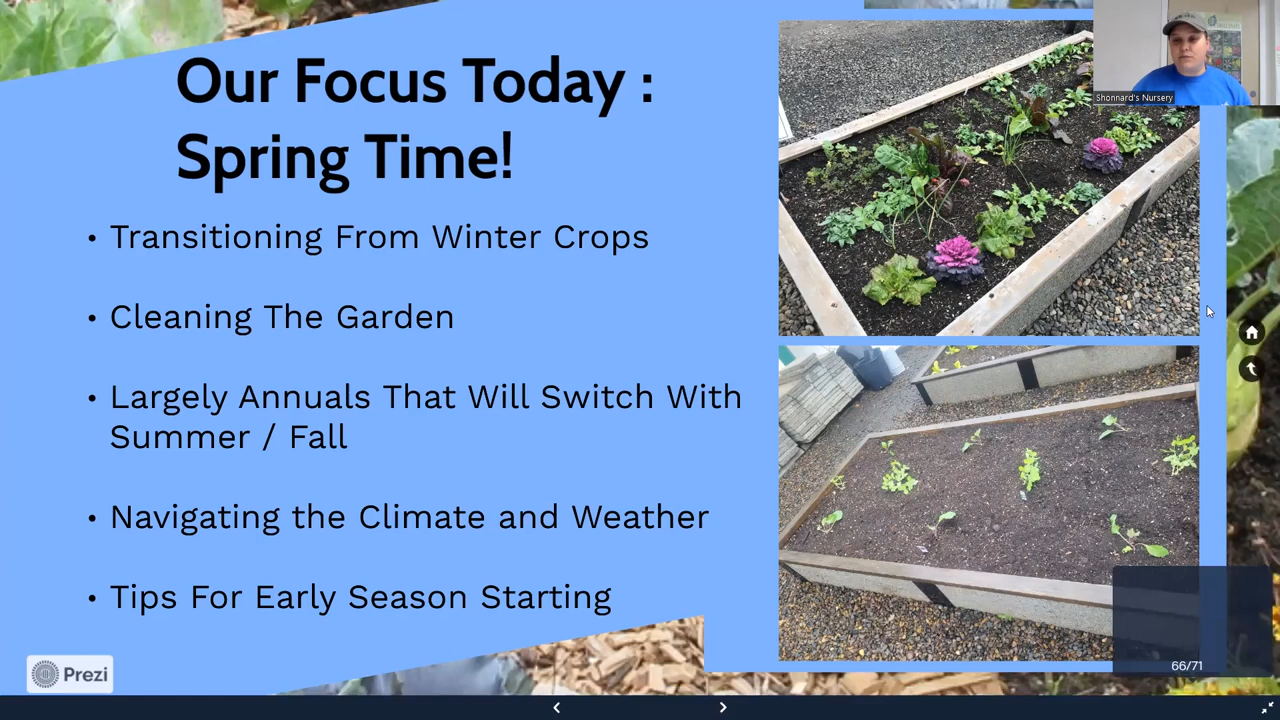 Our Focus Today :
Spring Time!
• Transitioning From Winter Crops
• Cleaning The Garden
• Largely Annuals That Will Switch With
Summer / Fall
• Navigating the Climate and Weather
• Tips For Early Season Starting
Shonnard's Nursery
Prezi
66/71